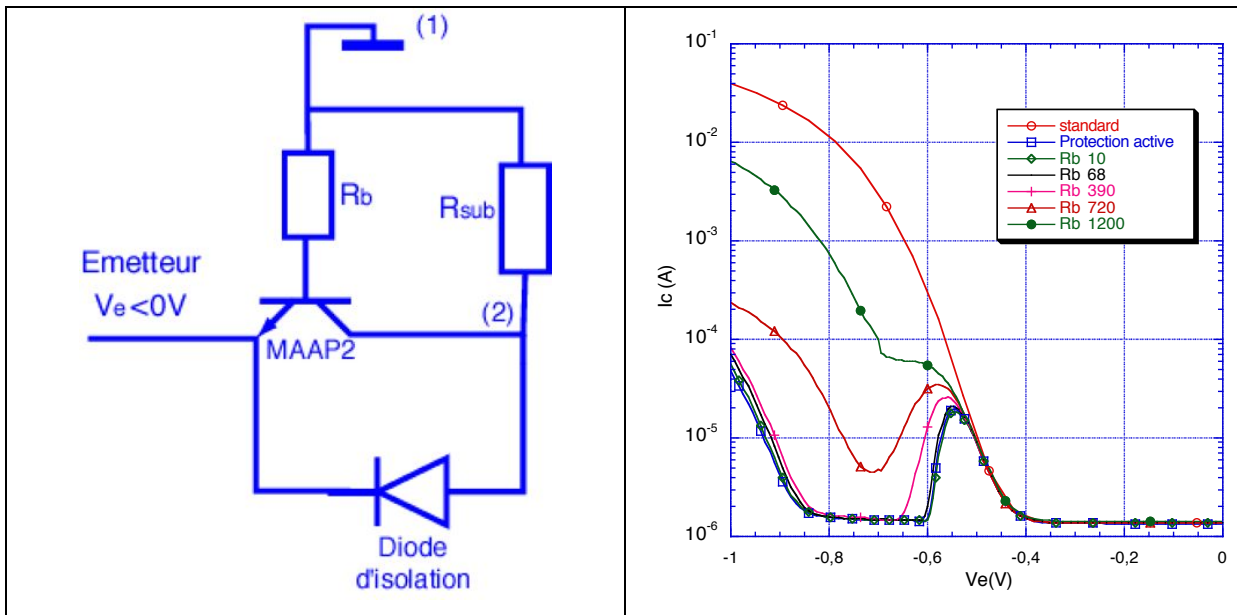 (1)
Rb
Rsub
Emetteur
Ve<0V
(2)
MAAP2
Diode
d'isolation
10-1
10-2
10-3
10-4
10-5
10-6
Ic (A)
standard
Protection active
Rb 10
Rb 68
Rb 390
Rb 720
Rb 1200
-1 -0,8 -0,6 -0,4 -0,2 0
Ve(V)